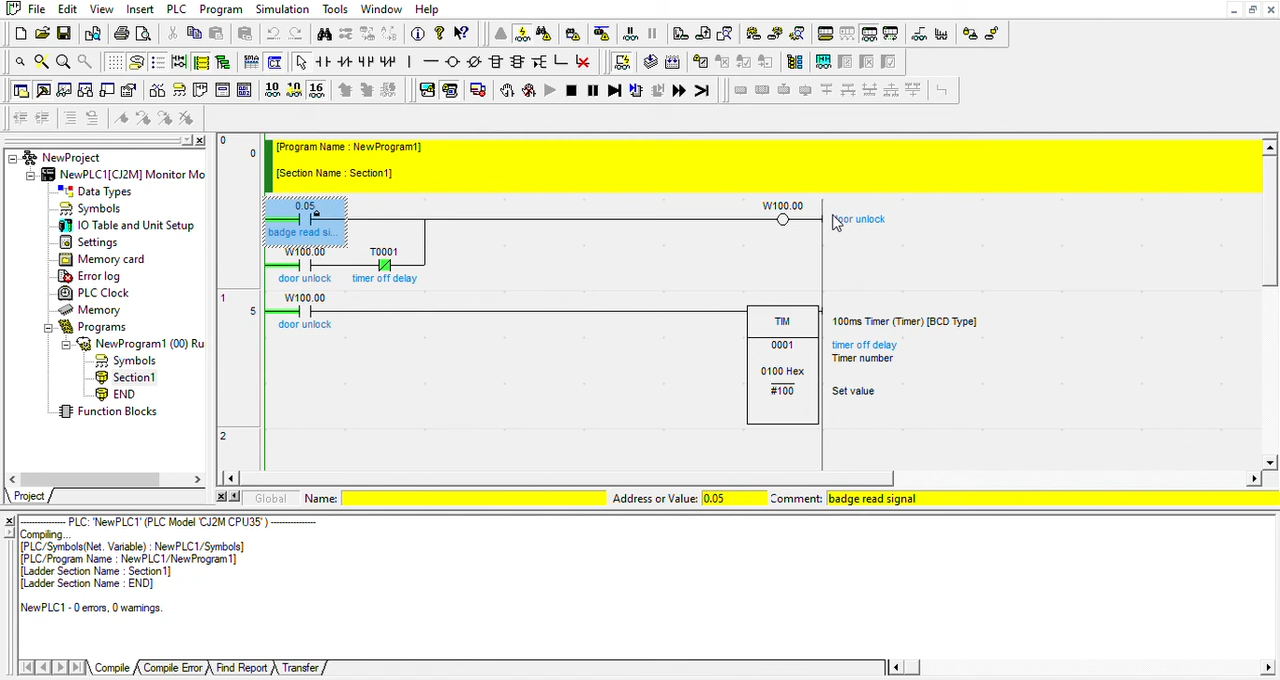 File Edit View Insert PLC Program Simulation Tools Window Help
SMA
10 10 16
NewProject
NewPLC1[CJ2M] Monitor Mo
Data Types
Symbols
IO Table and Unit Setup
Settings
Memory card
Error log
PLC Clock
Memory
Programs
NewProgram1 (00) Ru
Symbols
Section1
END
Function Blocks
Project
0
0
[Program Name : NewProgram1]
[Section Name : Section1]
0.05
W100.00
badge read si...
door unlock
W100.00
T0001
door unlock
timer off delay
1
5
W100.00
door unlock
TIM
100ms Timer (Timer) [BCD Type]
0001
timer off delay
Timer number
0100 Hex
#100
Set value
2
Global Name: Address or Value: 0.05 Comment: badge read signal
--------------- PLC: 'NewPLC1' (PLC Model 'CJ2M CPU35' ) ---------------
Compiling...
[PLC/Symbols(Net. Variable) : NewPLC1/Symbols]
[PLC/Program Name : NewPLC1/NewProgram1]
[Ladder Section Name : Section1]
[Ladder Section Name : END]
NewPLC1 - 0 errors, 0 warnings.
Compile Compile Error Find Report Transfer